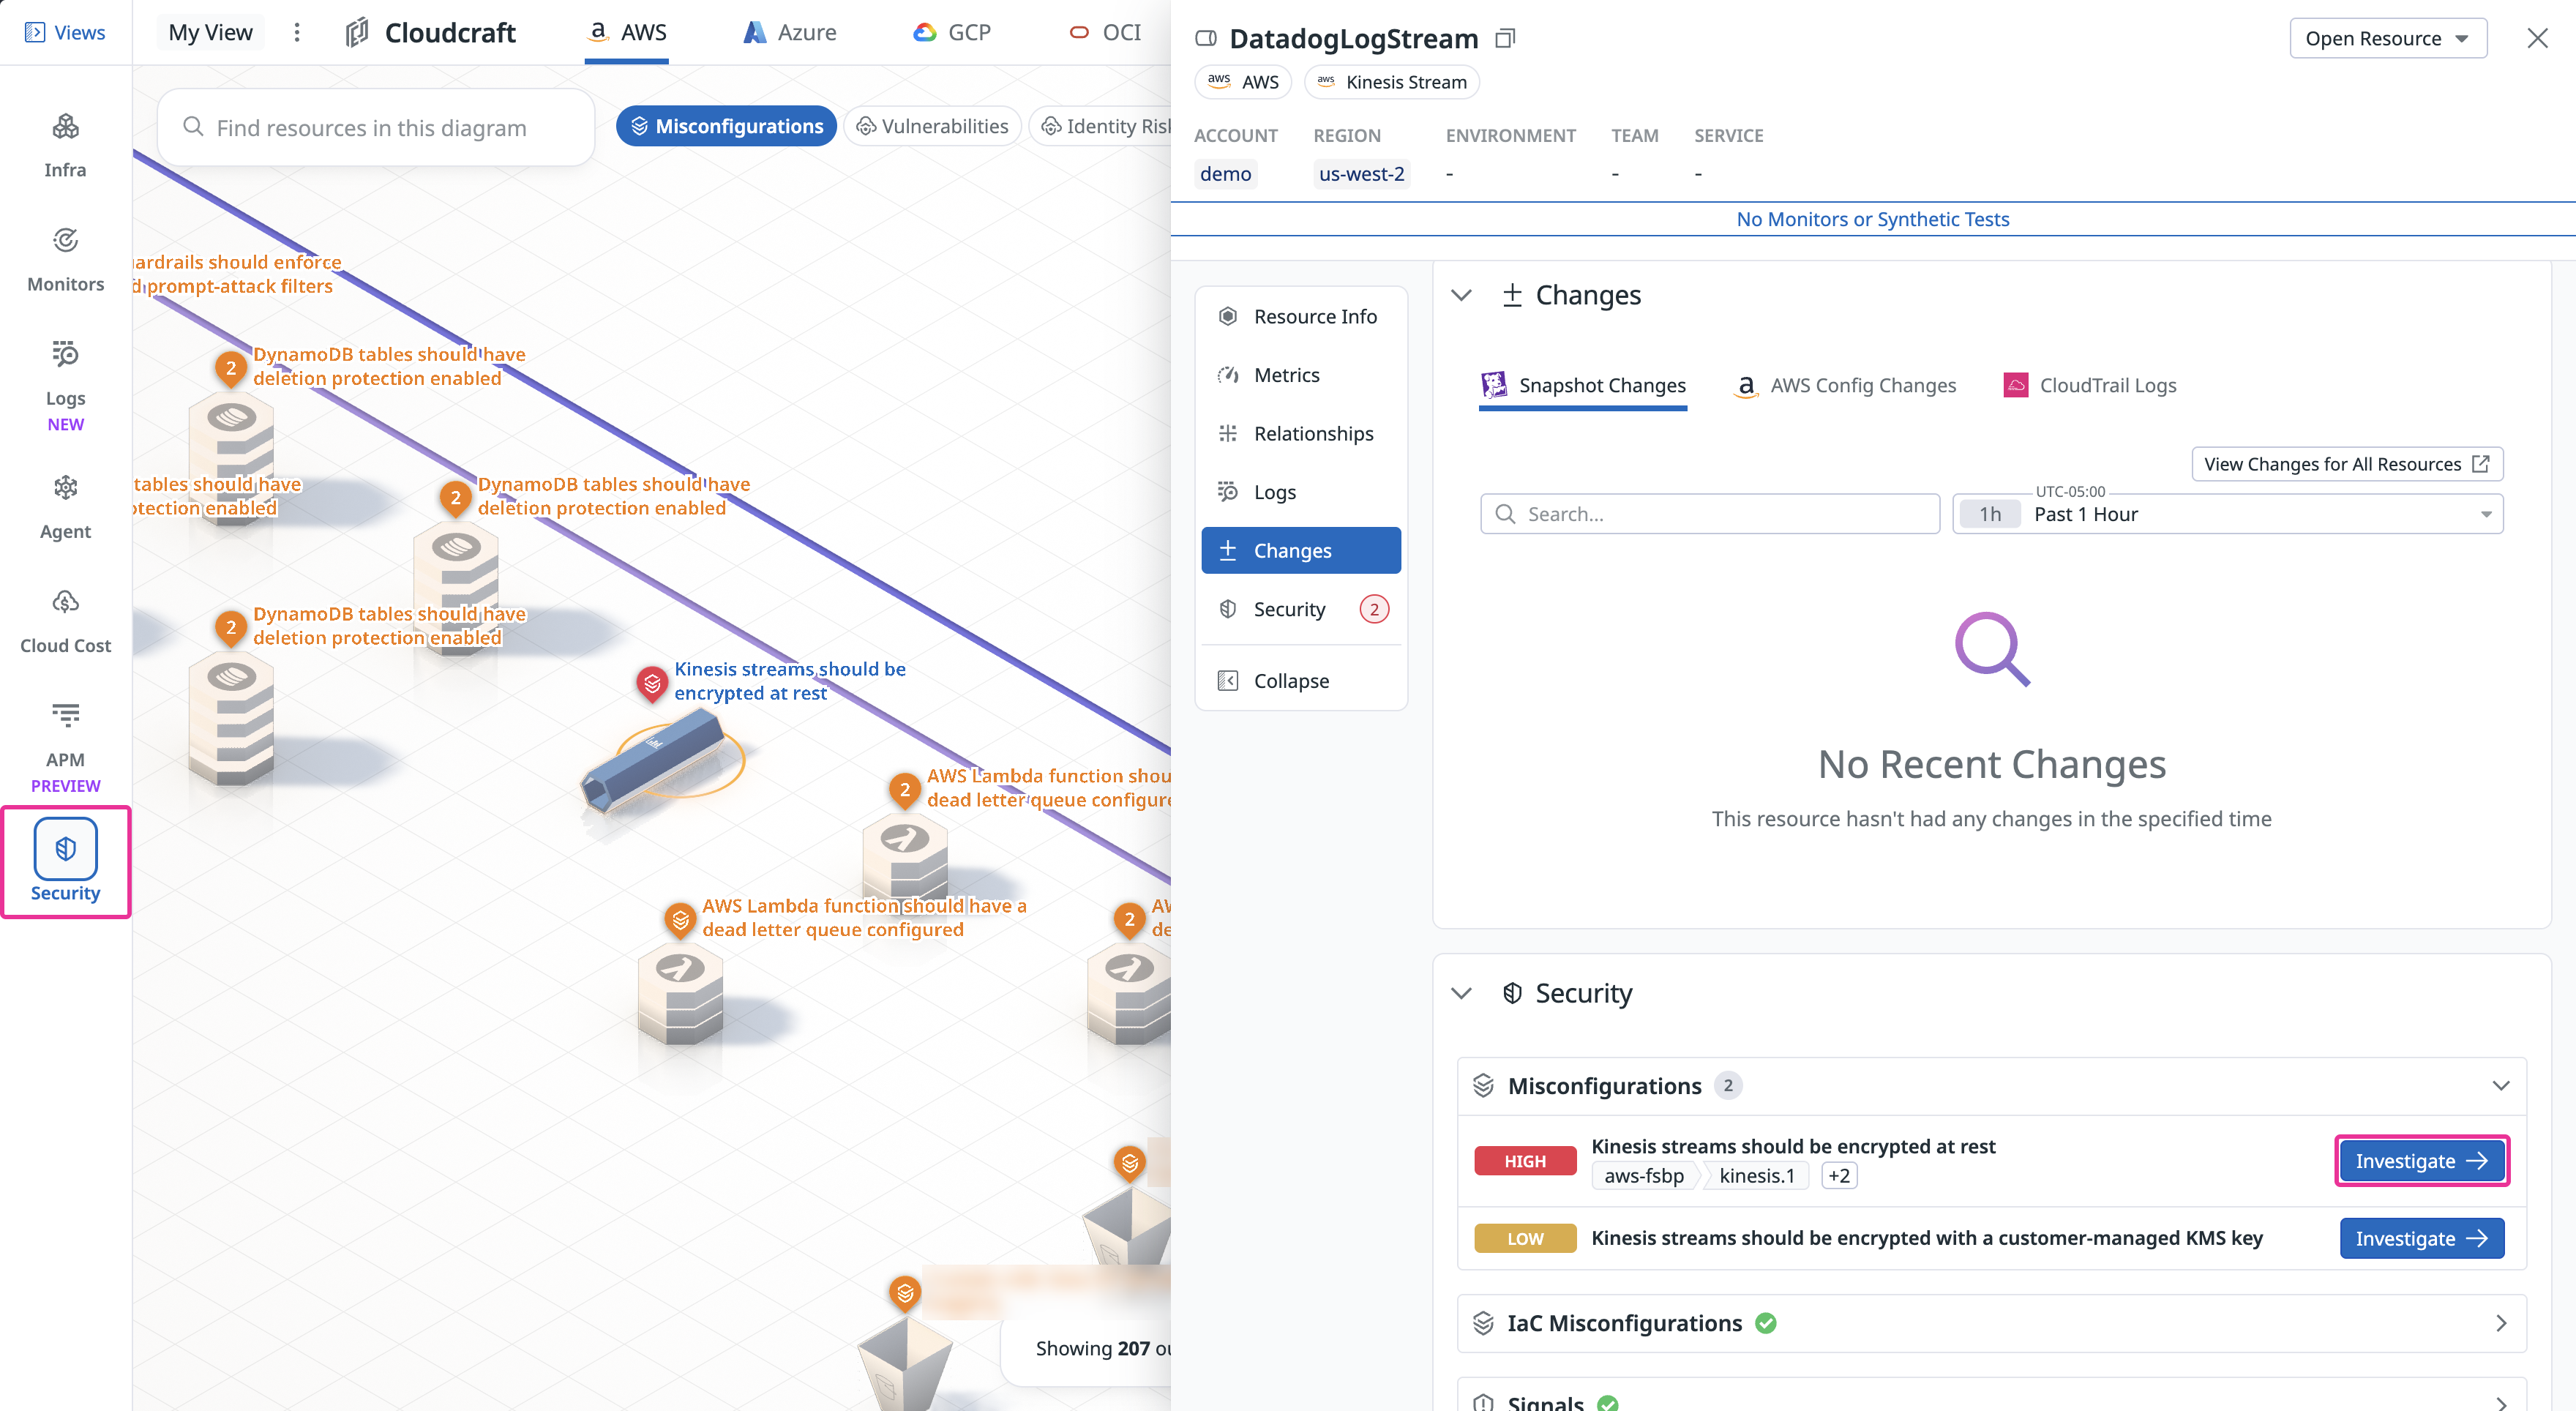 Views
My View
Cloudcraft
AWS
Azure
GCP
OCI
Infra
Monitors
Logs
NEW
Agent
Cloud Cost
APM
PREVIEW
Security
Find resources in this diagram
Misconfigurations
Vulnerabilities
Identity Ris
ardrails should enforce
d prompt-attack filters
2
DynamoDB tables should have
deletion protection enabled
tables should have
otection enabled
2
DynamoDB tables should have
deletion protection enabled
2
DynamoDB tables should have
deletion protection enabled
Kinesis streams should be
encrypted at rest
2
AWS Lambda function shou
dead letter queue configure
AWS Lambda function should have a
dead letter queue configured
2
AW
de
Showing 207 ou
DatadogLogStream
Open Resource
aws AWS
aws Kinesis Stream
ACCOUNT REGION ENVIRONMENT TEAM SERVICE
demo us-west-2 - - -
No Monitors or Synthetic Tests
Resource Info
Metrics
Relationships
Logs
Changes
Security 2
Collapse
Changes
Snapshot Changes
AWS Config Changes
CloudTrail Logs
View Changes for All Resources
Search...
UTC-05:00
1h Past 1 Hour
No Recent Changes
This resource hasn't had any changes in the specified time
Security
Misconfigurations 2
HIGH
Kinesis streams should be encrypted at rest
aws-fsbp kinesis.1 +2
Investigate
LOW
Kinesis streams should be encrypted with a customer-managed KMS key
Investigate
IaC Misconfigurations
Signals